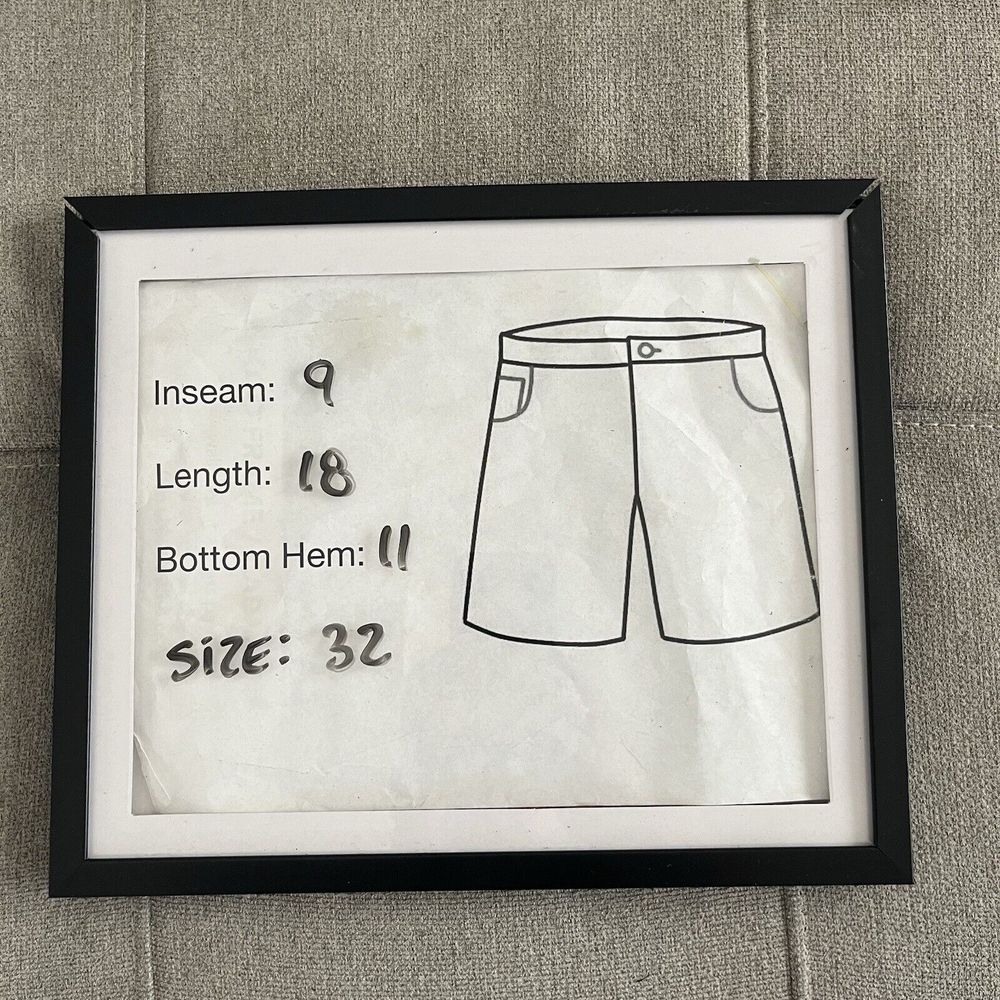 Inseam: 9
Length: 18
Bottom Hem: 11
SiZE: 32